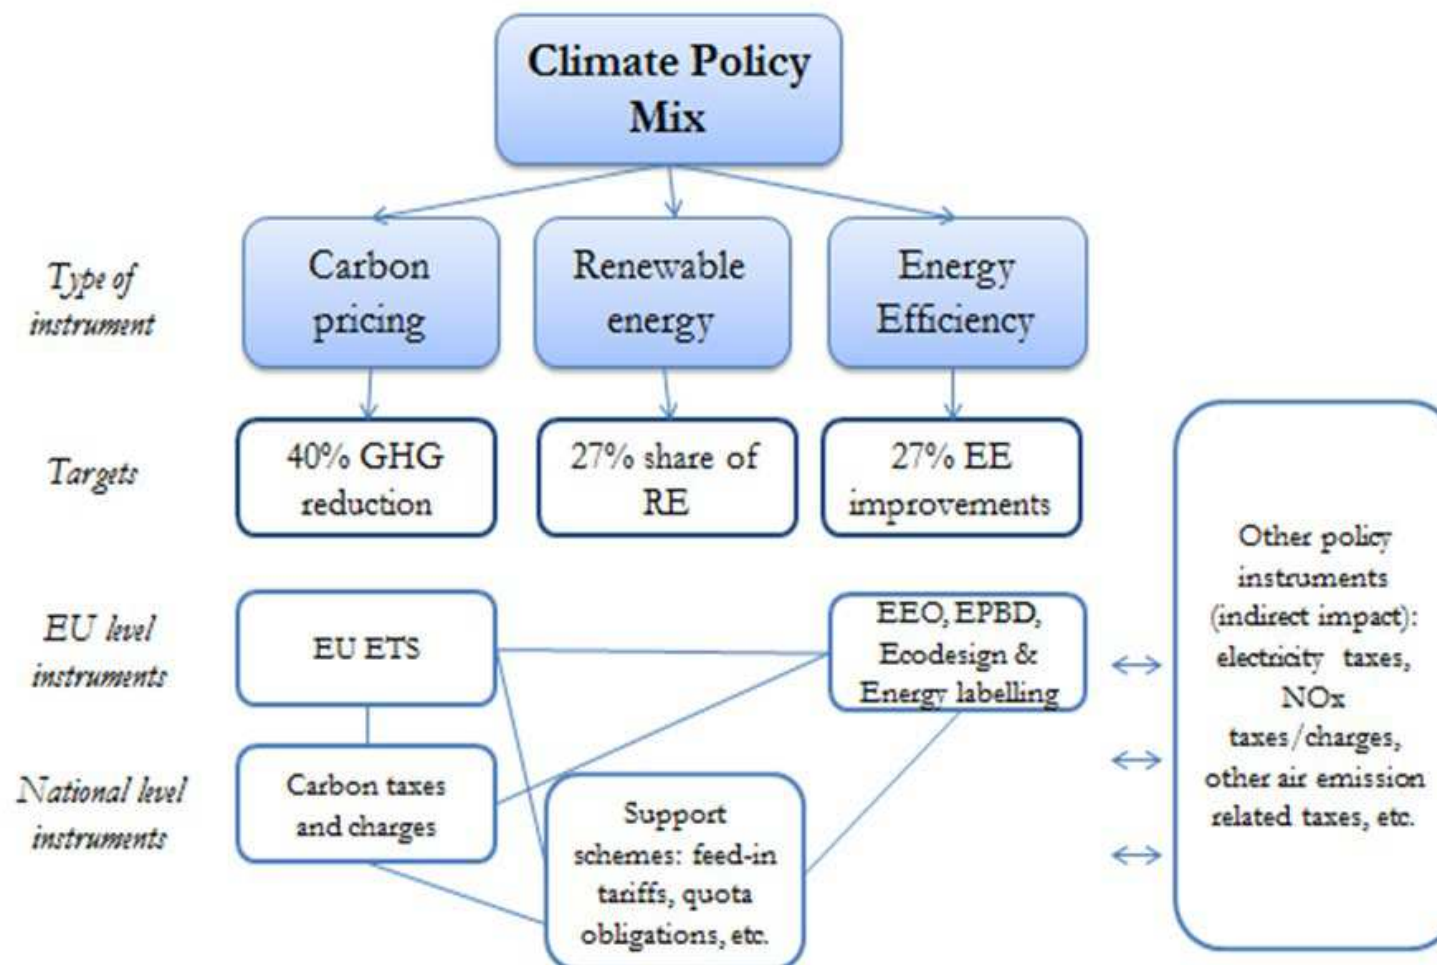 Climate Policy
Mix
Type of
instrument
Carbon
pricing
Renewable
energy
Energy
Efficiency
Targets
40% GHG
reduction
27% share of
RE
27% EE
improvements
EU level
instruments
EU ETS
EEO, EPBD,
Ecodesign &
Energy labelling
National level
instruments
Carbon taxes
and charges
Support
schemes: feed-in
tariffs, quota
obligations, etc.
Other policy
instruments
(indirect impact):
electricity taxes,
NOx
taxes/charges,
other air emission
related taxes, etc.